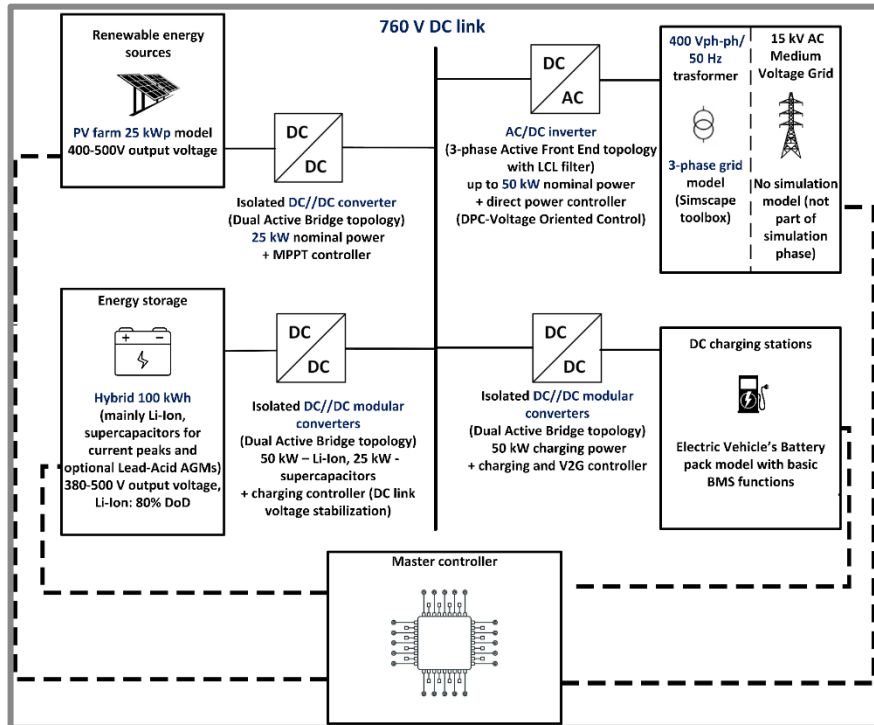 760 V DC link
Renewable energy
sources
PV farm 25 kWp model
400-500V output voltage
DC
DC
Isolated DC//DC converter
(Dual Active Bridge topology)
25 kW nominal power
+ MPPT controller
DC
AC
AC/DC inverter
(3-phase Active Front End topology
with LCL filter)
up to 50 kW nominal power
+ direct power controller
(DPC-Voltage Oriented Control)
400 Vph-ph/
50 Hz
trasformer
3-phase grid
model
(Simscape
toolbox)
15 kV AC
Medium
Voltage Grid
No simulation
model (not
part of
simulation
phase)
Energy storage
Hybrid 100 kWh
(mainly Li-Ion,
supercapacitors for
current peaks and
optional Lead-Acid AGMs)
380-500 V output voltage,
Li-Ion: 80% DoD
DC
DC
Isolated DC//DC modular
converters
(Dual Active Bridge topology)
50 kW – Li-Ion, 25 kW -
supercapacitors
+ charging controller (DC link
voltage stabilization)
DC
DC
Isolated DC//DC modular
converters
(Dual Active Bridge topology)
50 kW charging power
+ charging and V2G controller
DC charging stations
Electric Vehicle's Battery
pack model with basic
BMS functions
Master controller